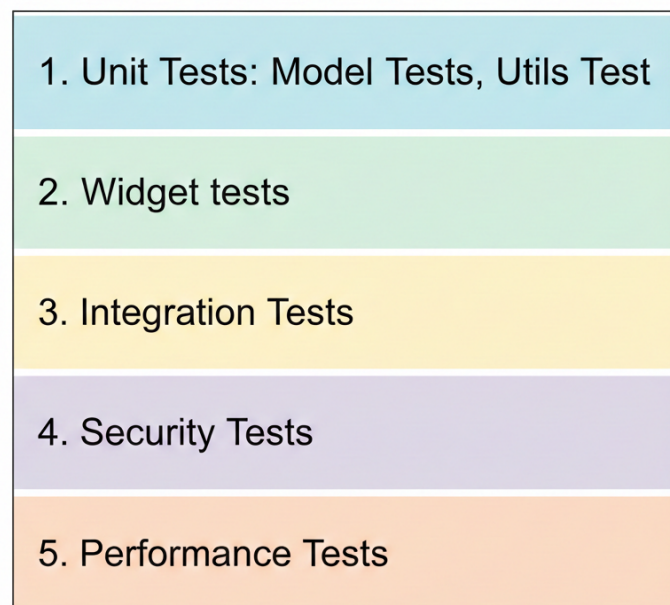 1. Unit Tests: Model Tests, Utils Test
2. Widget tests
3. Integration Tests
4. Security Tests
5. Performance Tests